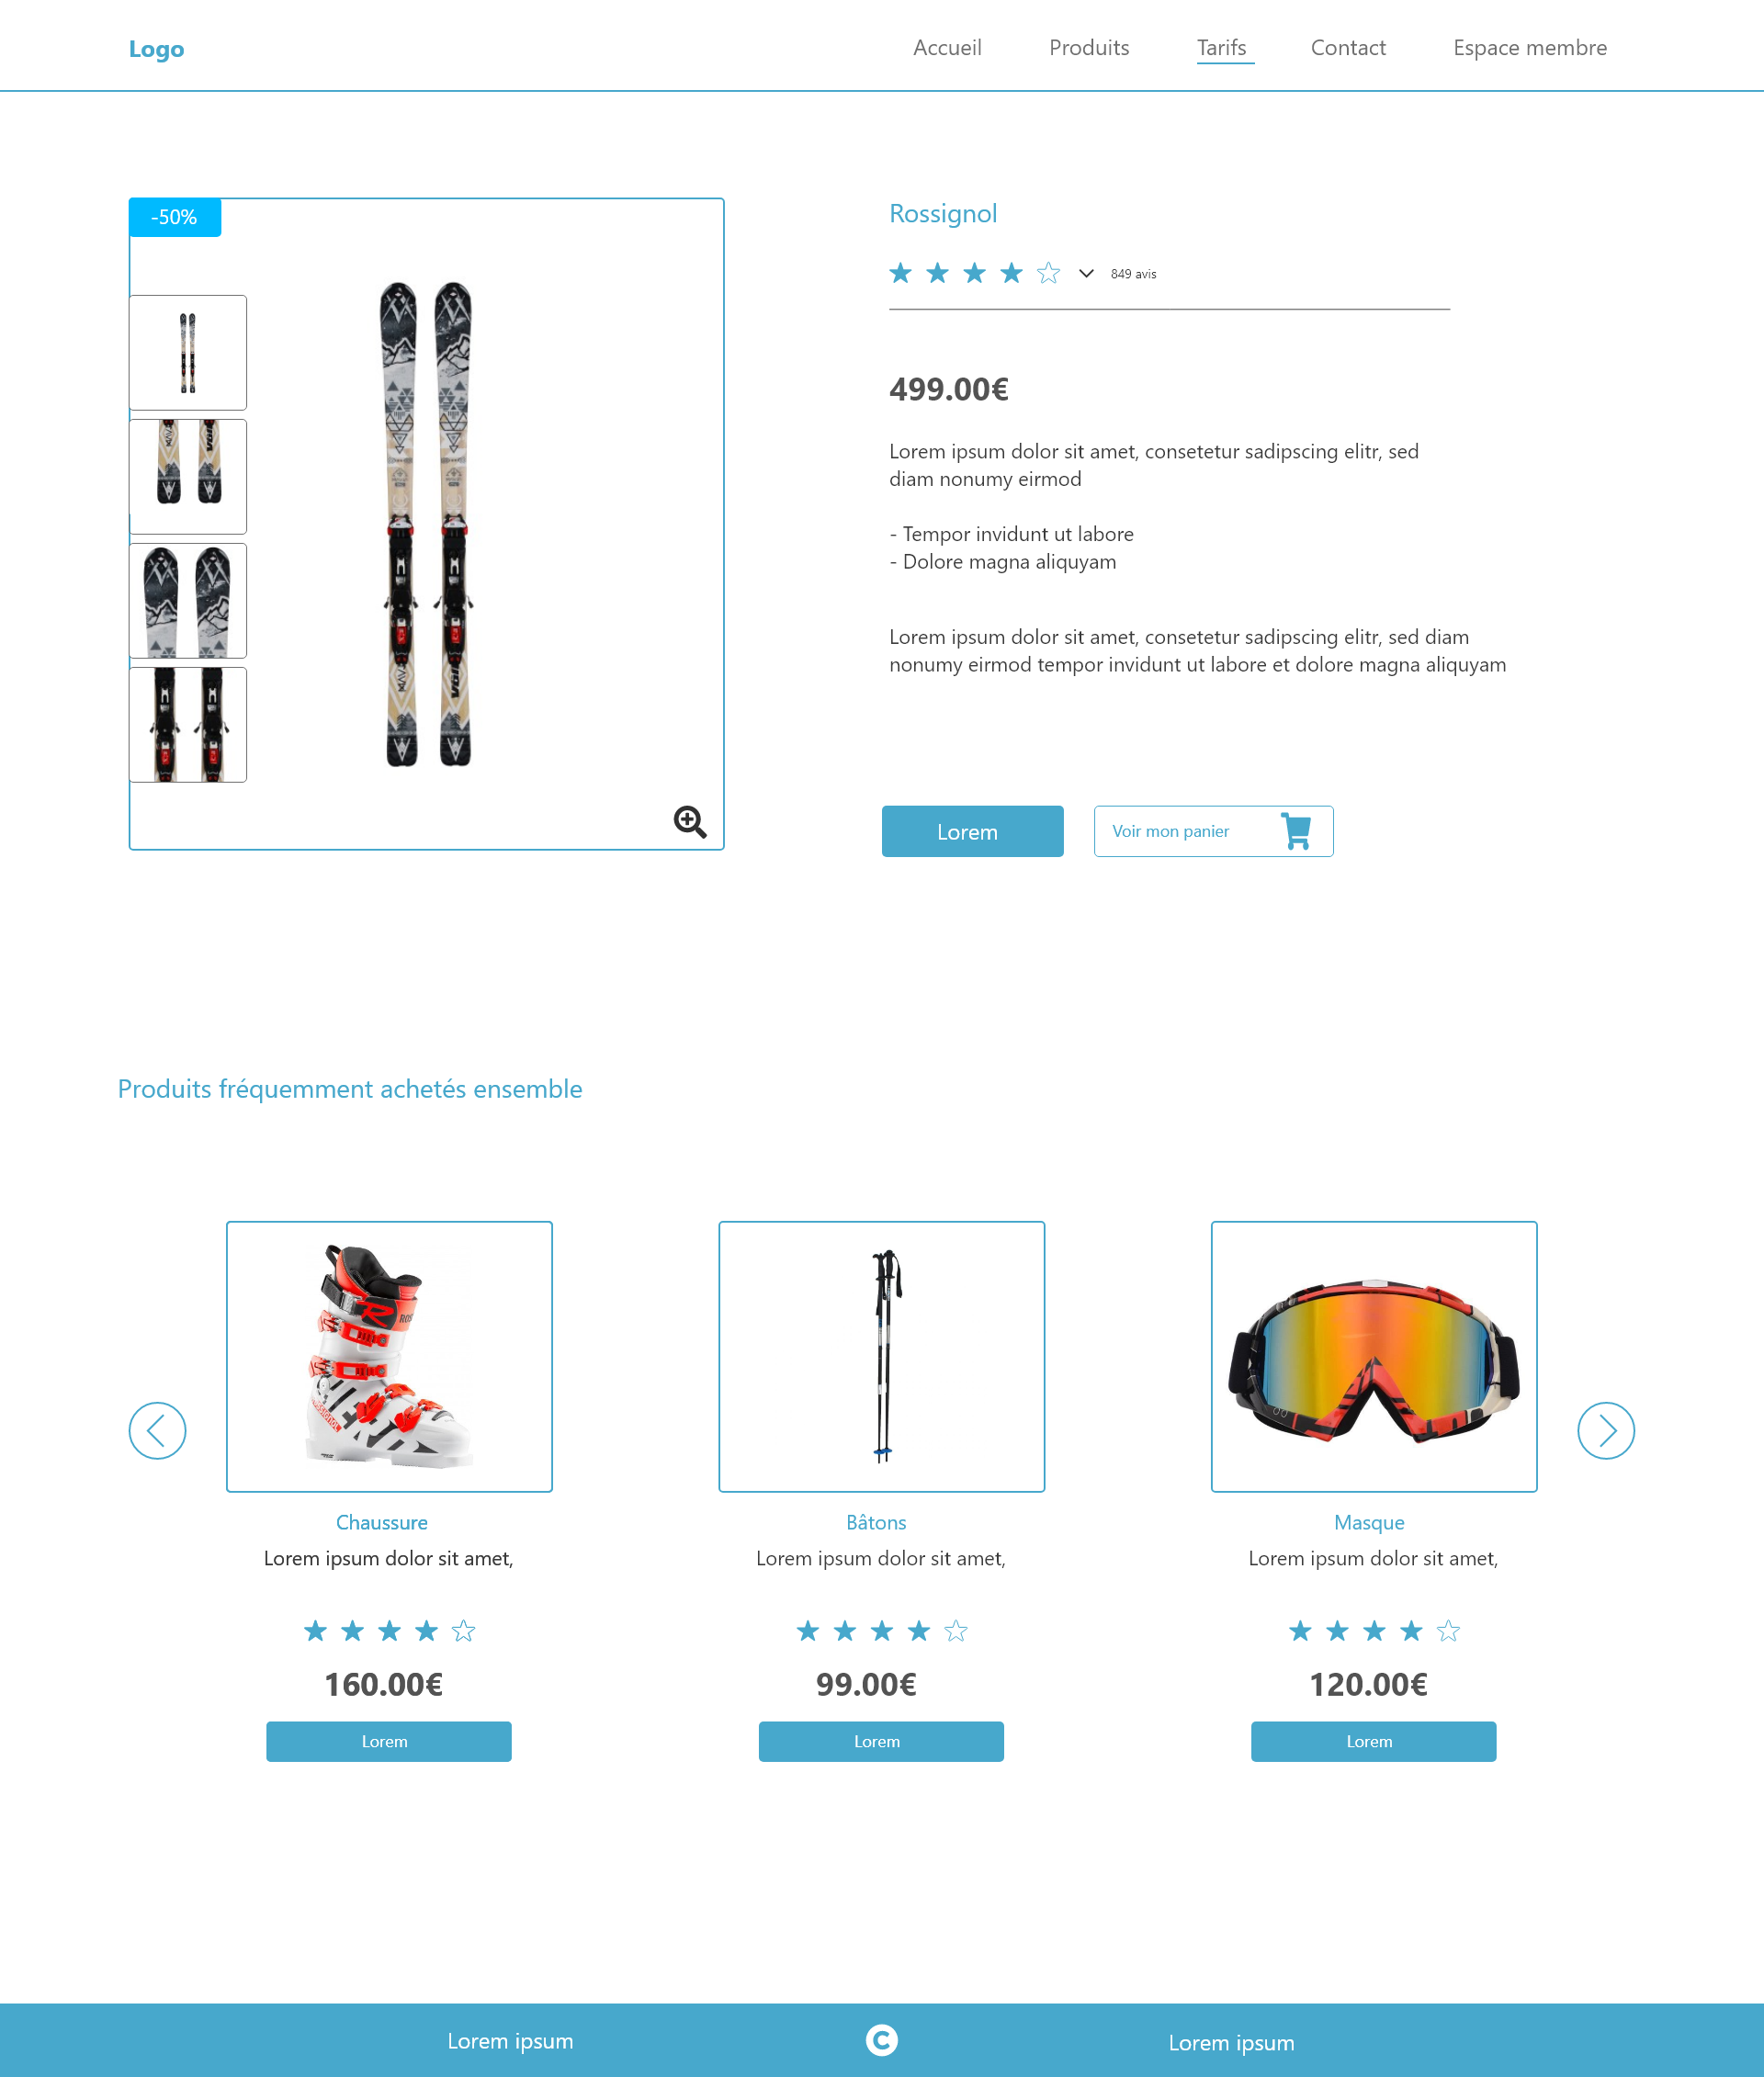 Logo
Accueil Produits Tarifs Contact Espace membre
-50%
Rossignol
849 avis
499.00€
Lorem ipsum dolor sit amet, consetetur sadipscing elitr, sed
diam nonumy eirmod
- Tempor invidunt ut labore
- Dolore magna aliquyam
Lorem ipsum dolor sit amet, consetetur sadipscing elitr, sed diam
nonumy eirmod tempor invidunt ut labore et dolore magna aliquyam
Lorem
Voir mon panier
Produits fréquemment achetés ensemble
Chaussure
Lorem ipsum dolor sit amet,
160.00€
Lorem
Bâtons
Lorem ipsum dolor sit amet,
99.00€
Lorem
Masque
Lorem ipsum dolor sit amet,
120.00€
Lorem
Lorem ipsum
C
Lorem ipsum